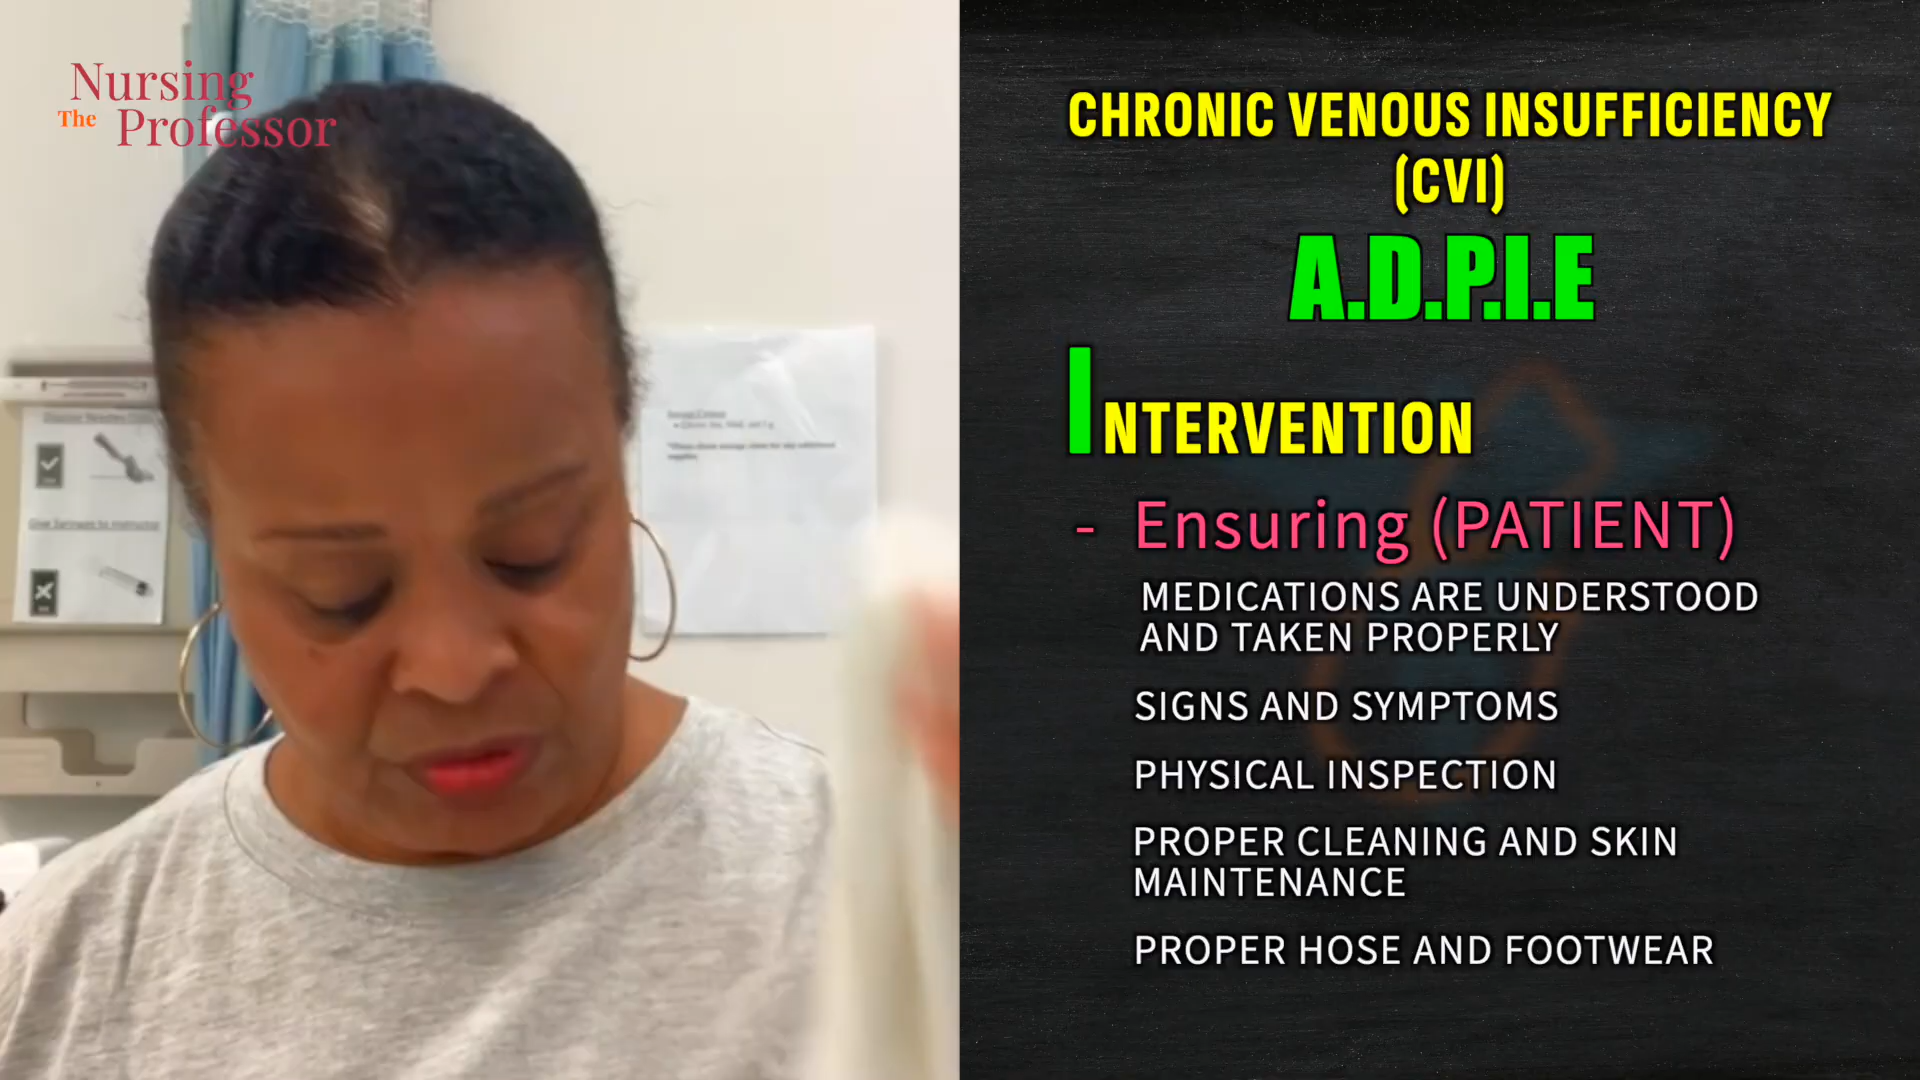 Nursing
The Professor
CHRONIC VENOUS INSUFFICIENCY
(CVI)
A.D.P.I.E
INTERVENTION
- Ensuring (PATIENT)
MEDICATIONS ARE UNDERSTOOD
AND TAKEN PROPERLY
SIGNS AND SYMPTOMS
PHYSICAL INSPECTION
PROPER CLEANING AND SKIN
MAINTENANCE
PROPER HOSE AND FOOTWEAR